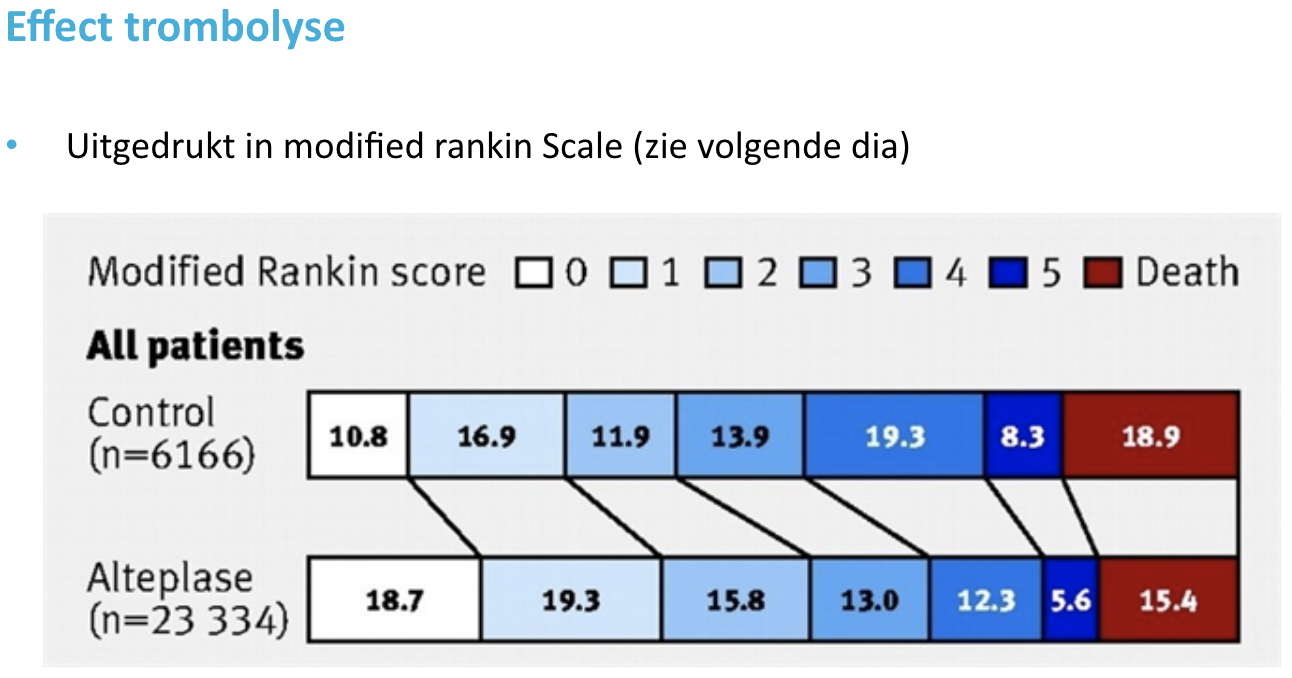 Effect trombolyse
• Uitgedrukt in modified rankin Scale (zie volgende dia)
Modified Rankin score 0 1 2 3 4 5 Death
All patients
Control
(n=6166)
10.8 16.9 11.9 13.9 19.3 8.3 18.9
Alteplase
(n=23 334)
18.7 19.3 15.8 13.0 12.3 5.6 15.4